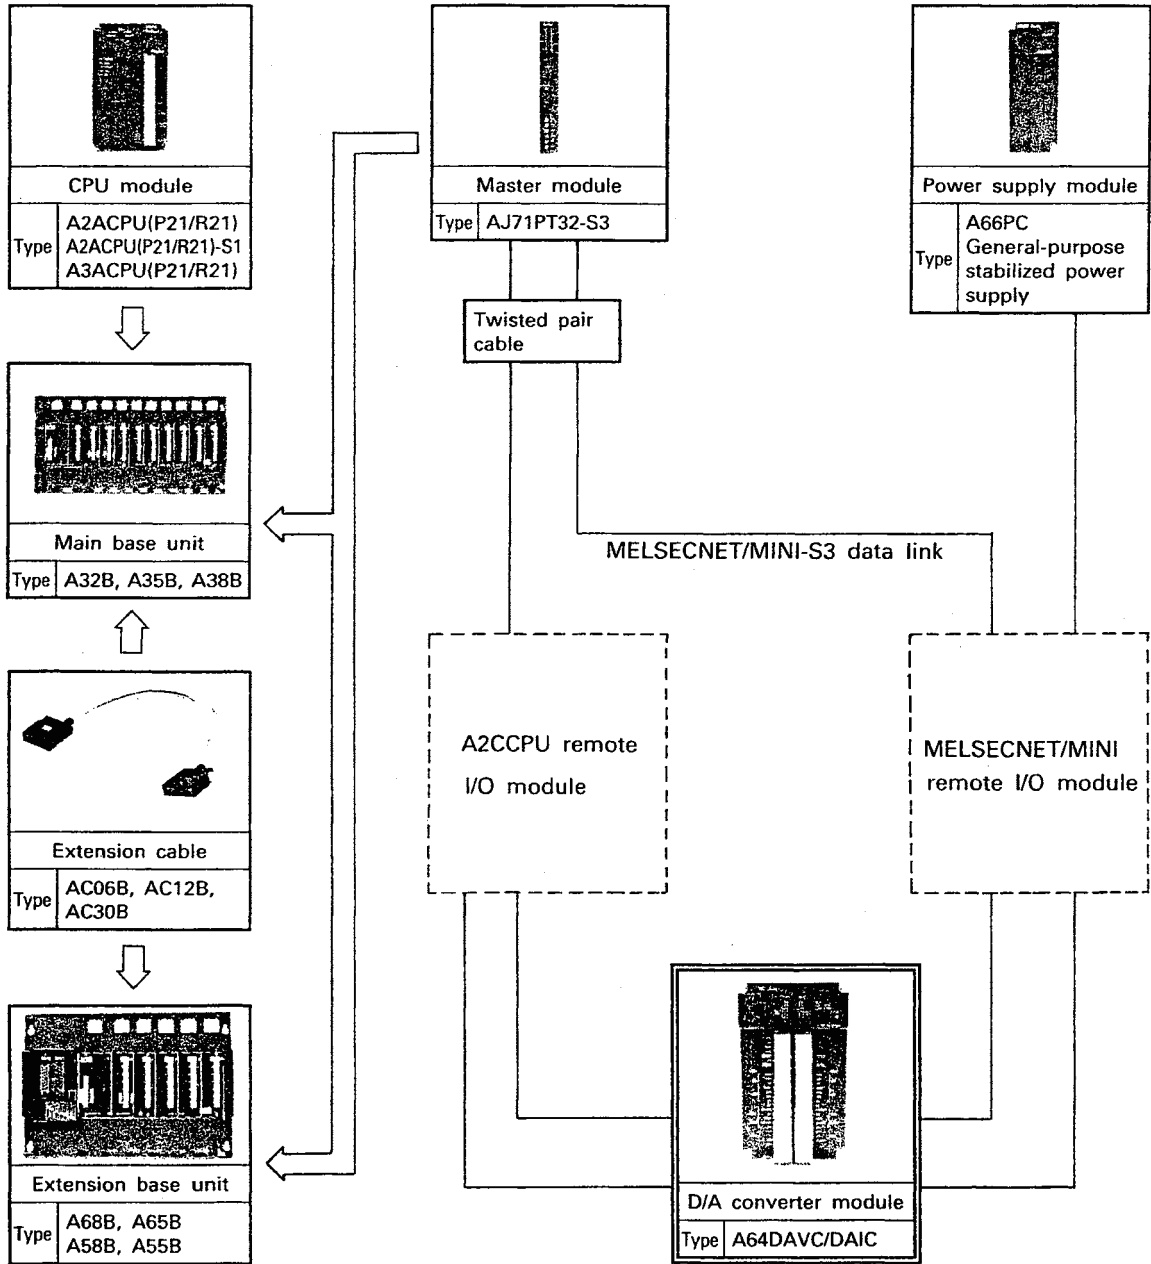 CPU module
Type
A2ACPU(P21/R21)
A2ACPU(P21/R21)-S1
A3ACPU(P21/R21)
Main base unit
Type
A32B, A35B, A38B
Extension cable
Type
AC06B, AC12B,
AC30B
Extension base unit
Type
A68B, A65B
A58B, A55B
Master module
Type
AJ71PT32-S3
Twisted pair
cable
Power supply module
Type
A66PC
General-purpose
stabilized power
supply
MELSECNET/MINI-S3 data link
A2CCPU remote
I/O module
MELSECNET/MINI
remote I/O module
D/A converter module
Type
A64DAVC/DAIC